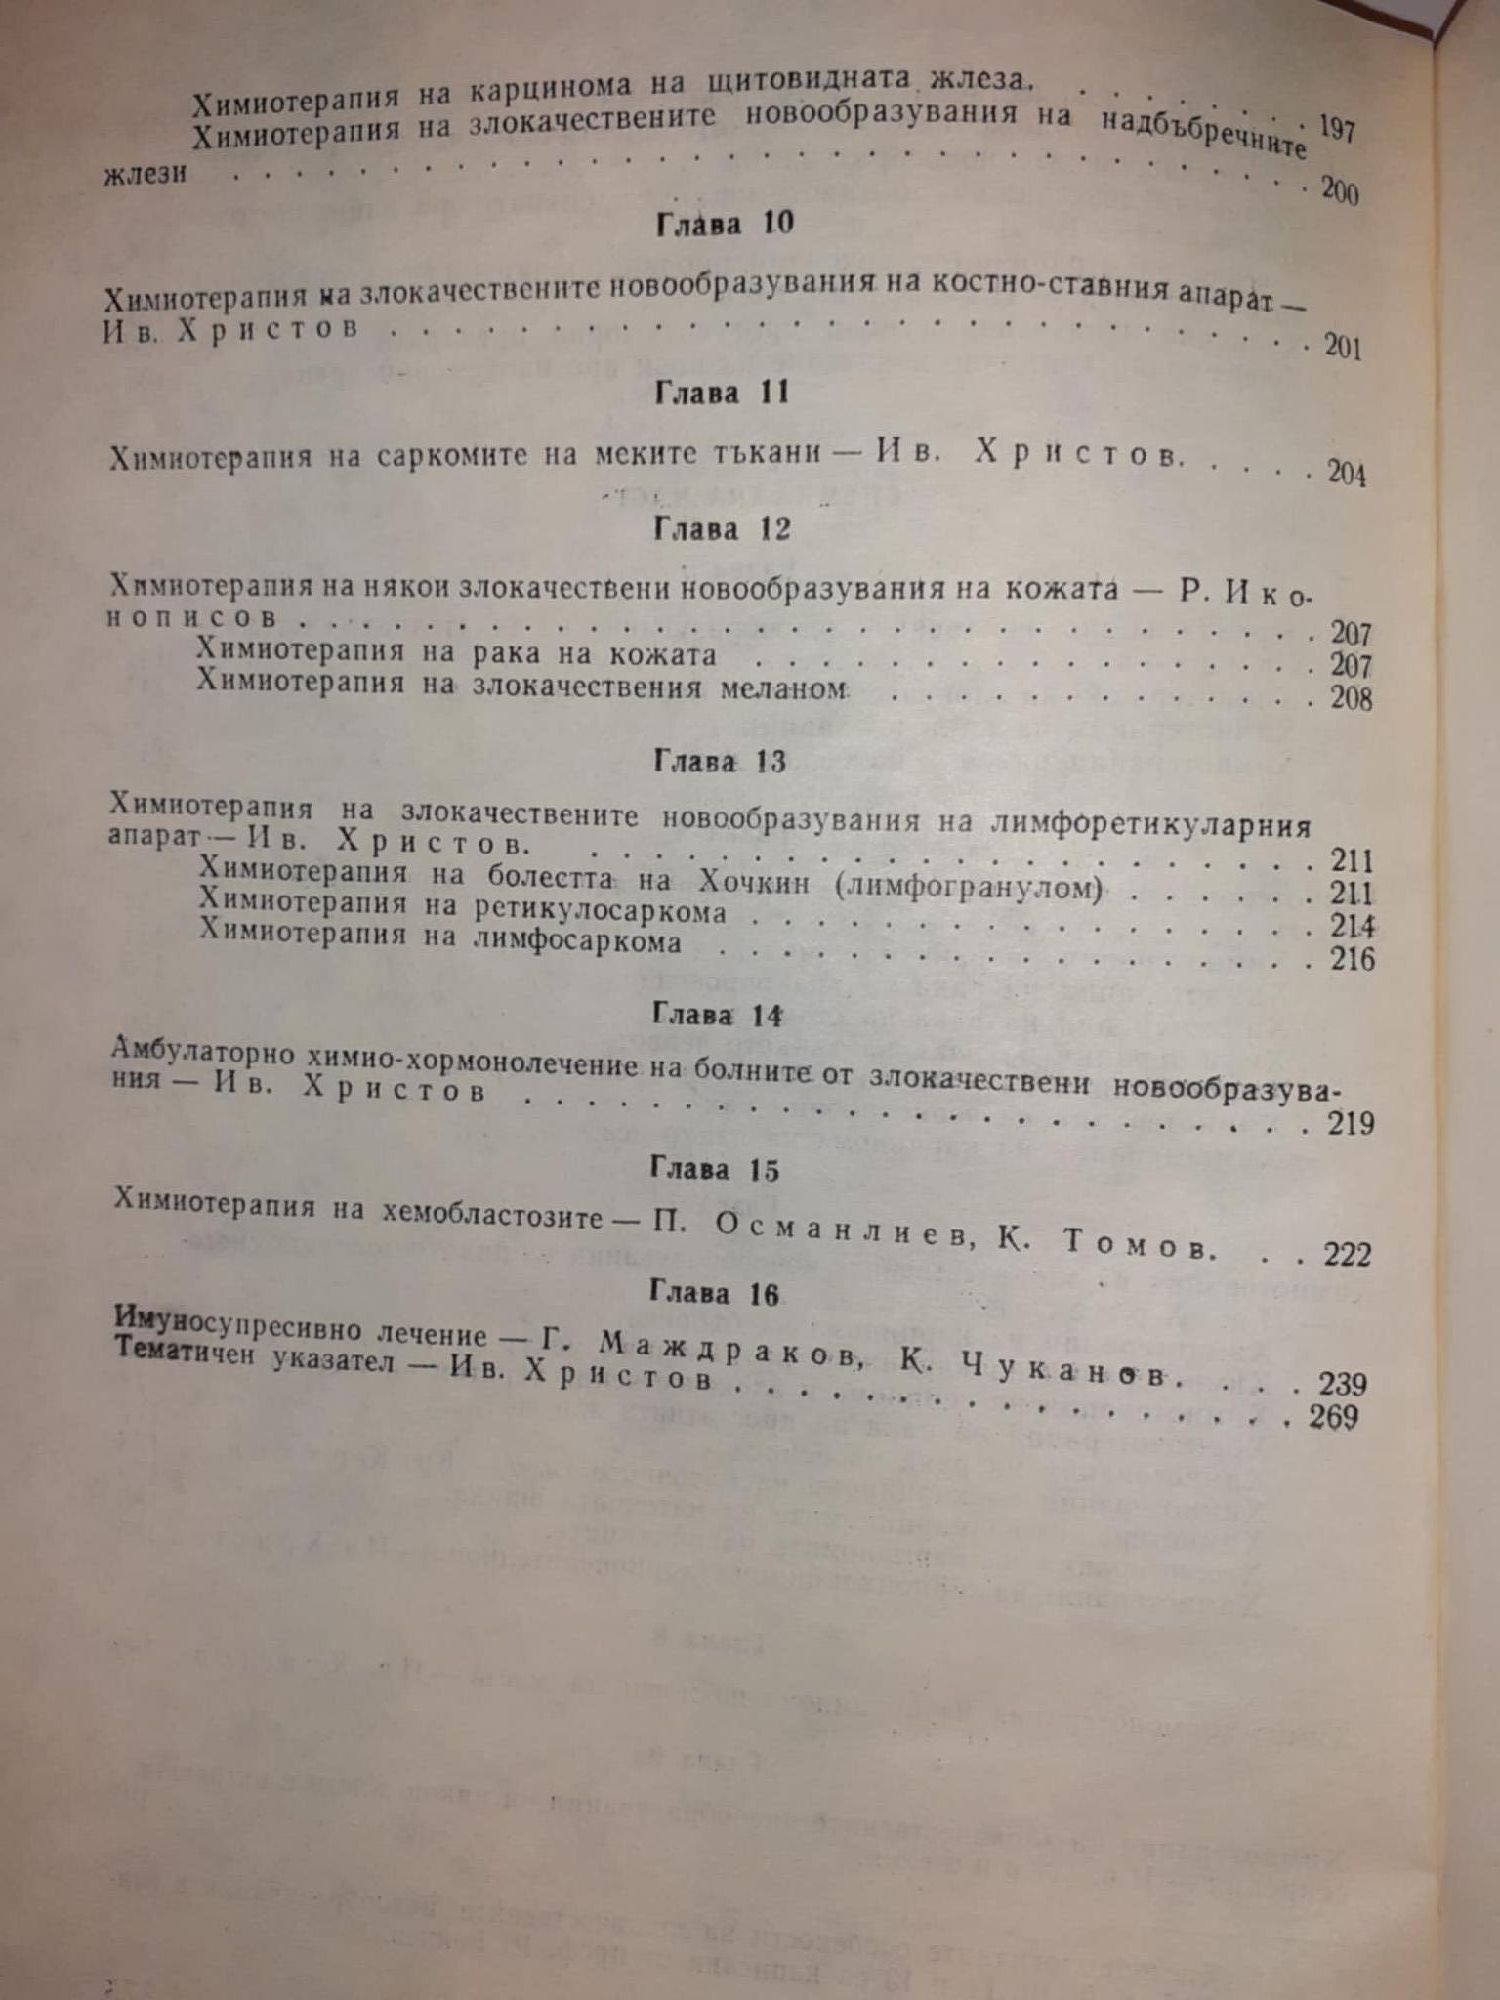 Химиотерапия на карцинома на щитовидната жлеза. . . . . . . . 197
Химиотерапия на злокачествените новообразувания на надбъбречните
жлези . . . . . . . . . . . . . . . . . . . . . . . . . . 200
Глава 10
Химиотерапия на злокачествените новообразувания на костно-ставния апарат —
Ив. Христов . . . . . . . . . . . . . . . . . . . . . . . 201
Глава 11
Химиотерапия на саркомите на меките тъкани — Ив. Христов. . . . . 204
Глава 12
Химиотерапия на някои злокачествени новообразувания на кожата — Р. Ико-
нописов . . . . . . . . . . . . . . . . . . . . . . . . . 207
Химиотерапия на рака на кожата . . . . . . . . . . . . . . 207
Химиотерапия на злокачествения меланом . . . . . . . . . . . 208
Глава 13
Химиотерапия на злокачествените новообразувания на лимфоретикуларния
апарат — Ив. Христов. . . . . . . . . . . . . . . . . . . 211
Химиотерапия на болестта на Хочкин (лимфогранулом) . . . . . . 211
Химиотерапия на ретикулосаркома . . . . . . . . . . . . . . 214
Химиотерапия на лимфосаркома . . . . . . . . . . . . . . . 216
Глава 14
Амбулаторно химио-хормонолечение на болните от злокачествени новообразува-
ния — Ив. Христов . . . . . . . . . . . . . . . . . . . . 219
Глава 15
Химиотерапия на хемобластозите — П. Османлиев, К. Томов. . . 222
Глава 16
Имуносупресивно лечение — Г. Маждраков, К. Чуканов. . . . 239
Тематичен указател — Ив. Христов . . . . . . . . . . . . . . 269